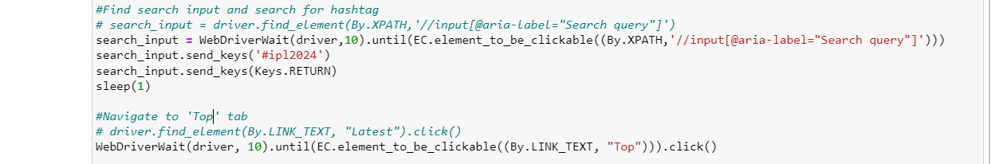 #Find search input and search for hashtag
# search_input = driver.find_element(By.XPATH,'//input[@aria-label="Search query"]')
search_input = WebDriverWait(driver,10).until(EC.element_to_be_clickable((By.XPATH,'//input[@aria-label="Search query"]')))
search_input.send_keys('#ipl2024')
search_input.send_keys(Keys.RETURN)
sleep(1)
#Navigate to 'Top' tab
# driver.find_element(By.LINK_TEXT, "Latest").click()
WebDriverWait(driver, 10).until(EC.element_to_be_clickable((By.LINK_TEXT, "Top"))).click()